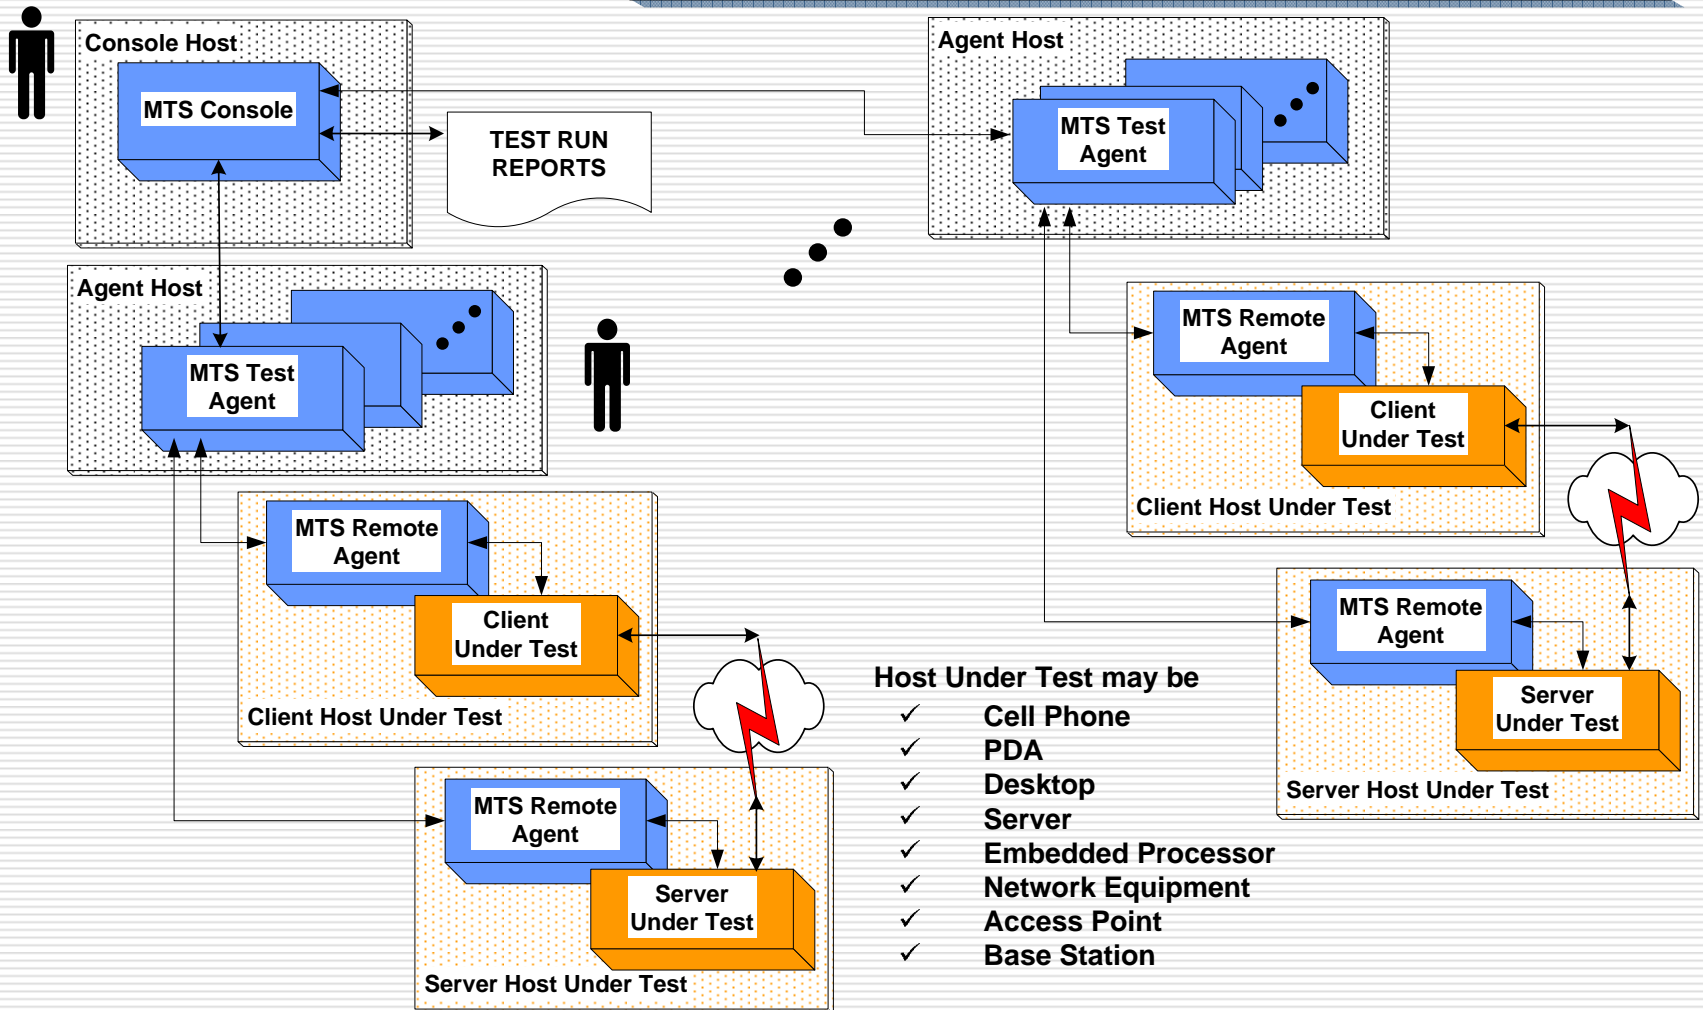 Console Host
MTS Console
TEST RUN
REPORTS
Agent Host
MTS Test
Agent
Agent Host
MTS Test
Agent
MTS Remote
Agent
Client
Under Test
Client Host Under Test
MTS Remote
Agent
Client
Under Test
Client Host Under Test
MTS Remote
Agent
Server
Under Test
Server Host Under Test
MTS Remote
Agent
Server
Under Test
Server Host Under Test
Host Under Test may be
✓ Cell Phone
✓ PDA
✓ Desktop
✓ Server
✓ Embedded Processor
✓ Network Equipment
✓ Access Point
✓ Base Station